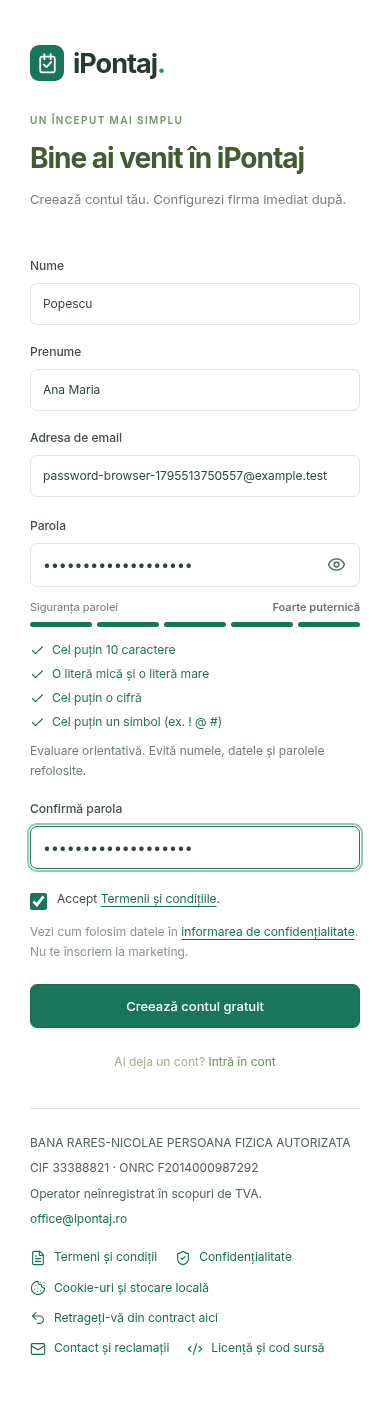 iPontaj.
UN ÎNCEPUT MAI SIMPLU
Bine ai venit în iPontaj
Creează contul tău. Configurezi firma imediat după.
Nume
Popescu
Prenume
Ana Maria
Adresa de email
password-browser-1795513750557@example.test
Parola
•••••••••••••••••••
Siguranța parolei Foarte puternică
Cel puțin 10 caractere
O literă mică și o literă mare
Cel puțin o cifră
Cel puțin un simbol (ex. ! @ #)
Evaluare orientativă. Evită numele, datele și parolele
refolosite.
Confirmă parola
•••••••••••••••••••
Accept Termenii și condițiile.
Vezi cum folosim datele în informarea de confidențialitate.
Nu te înscriem la marketing.
Creează contul gratuit
Ai deja un cont? Intră în cont
BANA RARES-NICOLAE PERSOANA FIZICA AUTORIZATA
CIF 33388821 · ONRC F2014000987292
Operator neînregistrat în scopuri de TVA.
office@ipontaj.ro
Termeni și condiții Confidențialitate
Cookie-uri și stocare locală
Retrageți-vă din contract aici
Contact și reclamații Licență și cod sursă